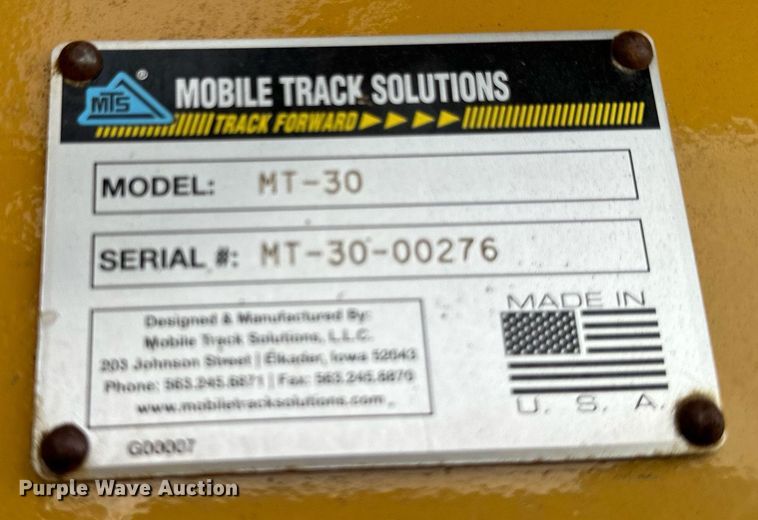 MTS ®
MOBILE TRACK SOLUTIONS
TRACK FORWARD
MODEL: MT-30
SERIAL #: MT-30-00276
Designed & Manufactured By:
Mobile Track Solutions, L.L.C.
203 Johnson Street | Elkader, Iowa 52043
Phone: 563.245.6871 | Fax: 563.245.6870
www.mobiletracksolutions.com
MADE IN
U. S. A.
G00007
Purple Wave Auction